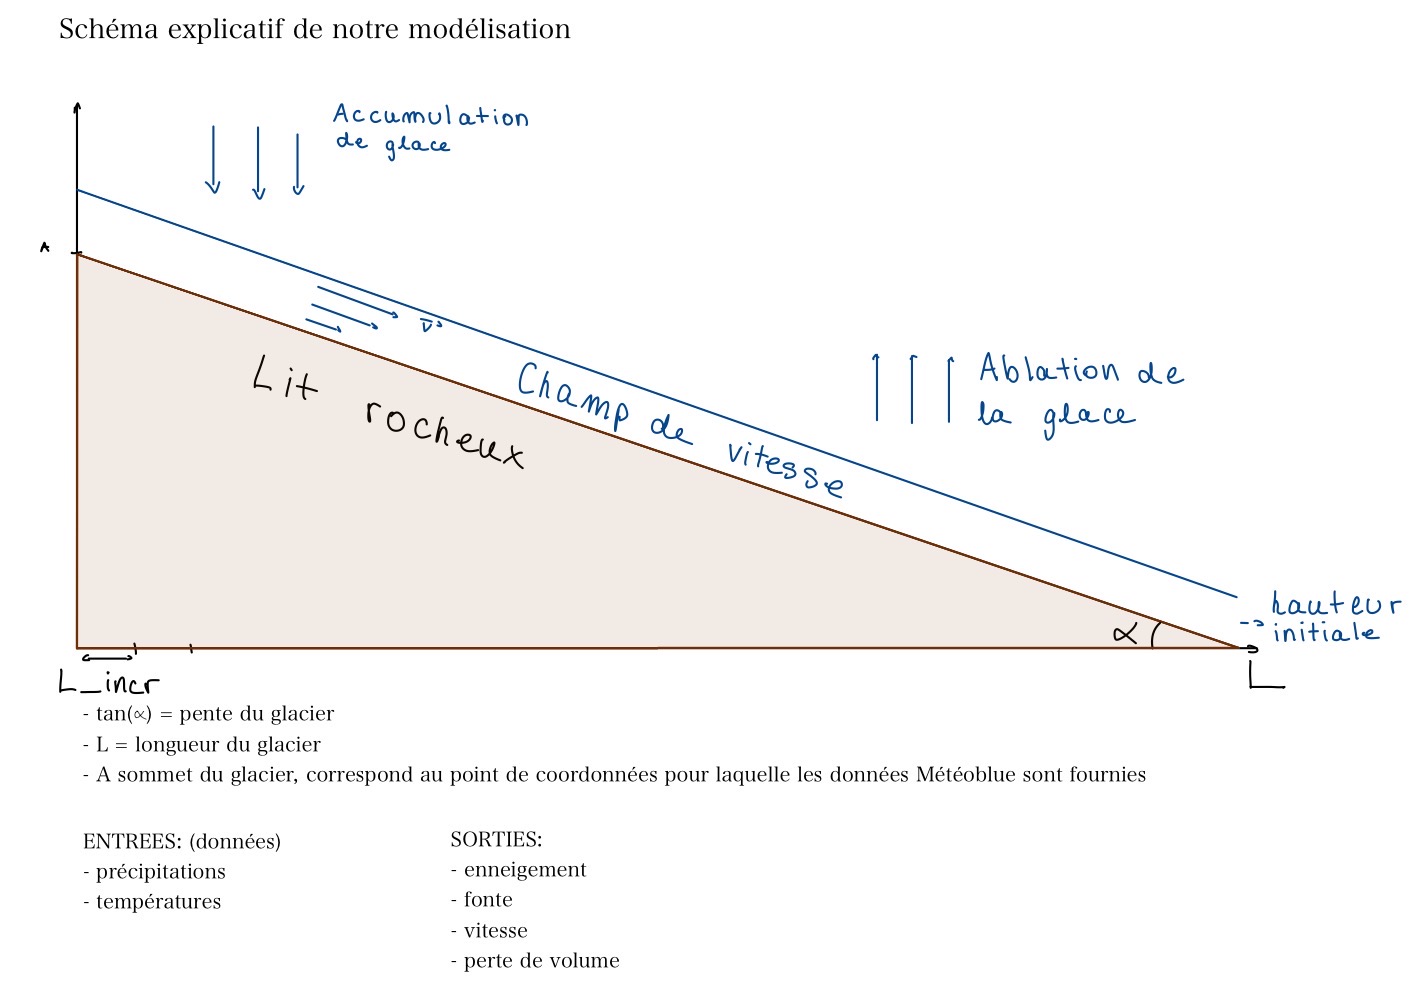 Schéma explicatif de notre modélisation
Accumulation
de glace
A
v
Lit rocheux
Champ de vitesse
Ablation de
la glace
hauteur
initiale
α
L_incr
L
- tan(∝) = pente du glacier
- L = longueur du glacier
- A sommet du glacier, correspond au point de coordonnées pour laquelle les données Météoblue sont fournies
ENTREES: (données)
- précipitations
- températures
SORTIES:
- enneigement
- fonte
- vitesse
- perte de volume